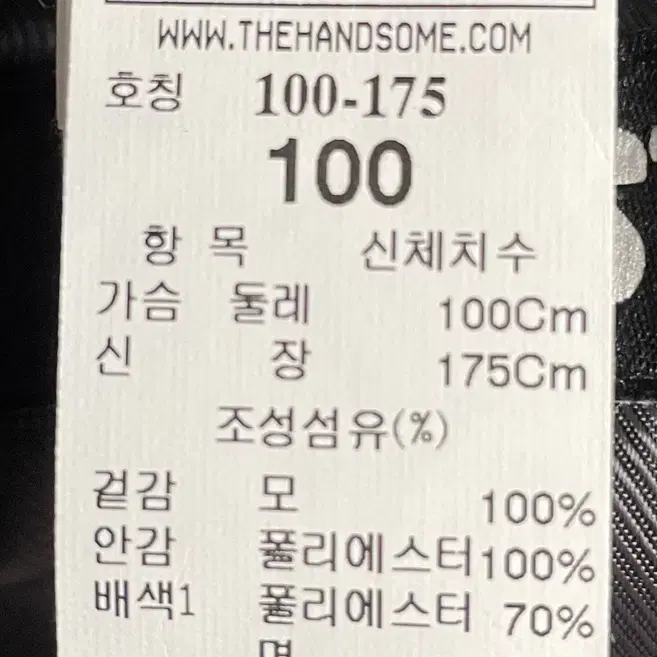 WWW.THEHANDSOME.COM
호칭 100-175
100
항 목 신체치수
가슴 둘레 100Cm
신 장 175Cm
조성섬유(%)
겉감 모 100%
안감 폴리에스터 100%
배색1 폴리에스터 70%